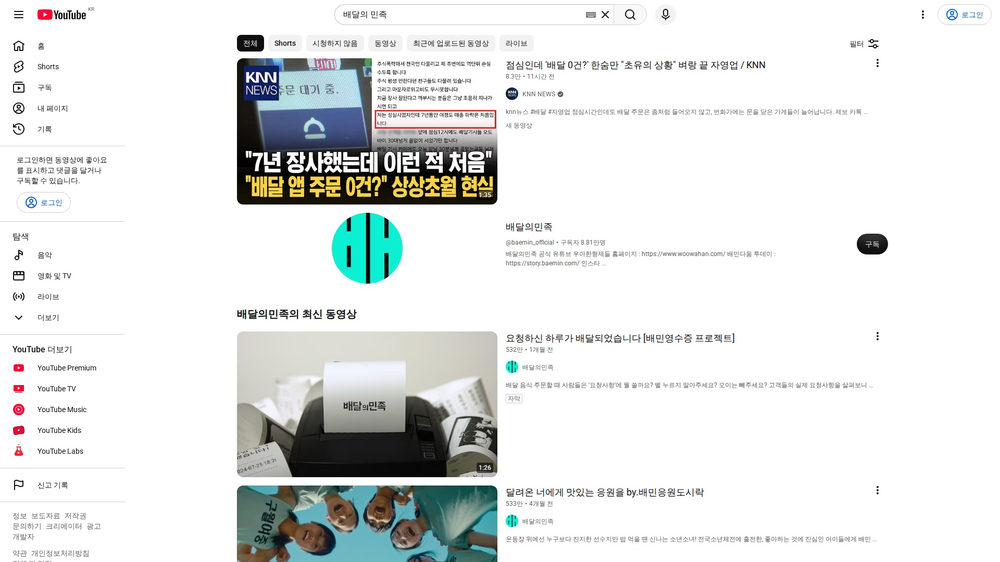 YouTube KR
배달의 민족
로그인
홈
Shorts
구독
내 페이지
기록
로그인하면 동영상에 좋아요
를 표시하고 댓글을 달거나
구독할 수 있습니다.
로그인
탐색
음악
영화 및 TV
라이브
더보기
YouTube 더보기
YouTube Premium
YouTube TV
YouTube Music
YouTube Kids
YouTube Labs
신고 기록
정보 보도자료 저작권
문의하기 크리에이터 광고
개발자
약관 개인정보처리방침
전체 Shorts 시청하지 않음 동영상 최근에 업로드된 동영상 라이브
필터
KNN
NEWS
주문 대기 중.
"7년 장사했는데 이런 적 처음"
"배달 앱 주문 0건?" 상상초월 현실
1:35
점심인데 '배달 0건?' 한숨만 "초유의 상황" 벼랑 끝 자영업 / KNN
8.3만 • 11시간 전
KNN NEWS
knn뉴스 #배달 #자영업 점심시간인데도 배달 주문은 좀처럼 들어오지 않고, 번화가에는 문을 닫은 가게들이 늘어납니다. 제보 카톡 ...
새 동영상
배달의민족
@baemin_official • 구독자 8.81만명
배달의민족 공식 유튜브 우아한형제들 홈페이지 : https://www.woowahan.com/ 배민다움 투데이 :
https://story.baemin.com/ 인스타 ...
구독
배달의민족의 최신 동영상
배달의민족
1:26
요청하신 하루가 배달되었습니다 [배민영수증 프로젝트]
532만 • 1개월 전
배달의민족
배달 음식 주문할 때 사람들은 '요청사항'에 뭘 쓸까요? 벨 누르지 말아주세요? 오이는 빼주세요? 고객들의 실제 요청사항을 살펴보니 ...
자막
달려온 너에게 맛있는 응원을 by.배민응원도시락
533만 • 4개월 전
배달의민족
운동장 위에선 누구보다 진지한 선수지만 밥 먹을 땐 신나는 소년소녀! 전국소년체전에 출전한, 좋아하는 것에 진심인 아이들에게 배민 ...